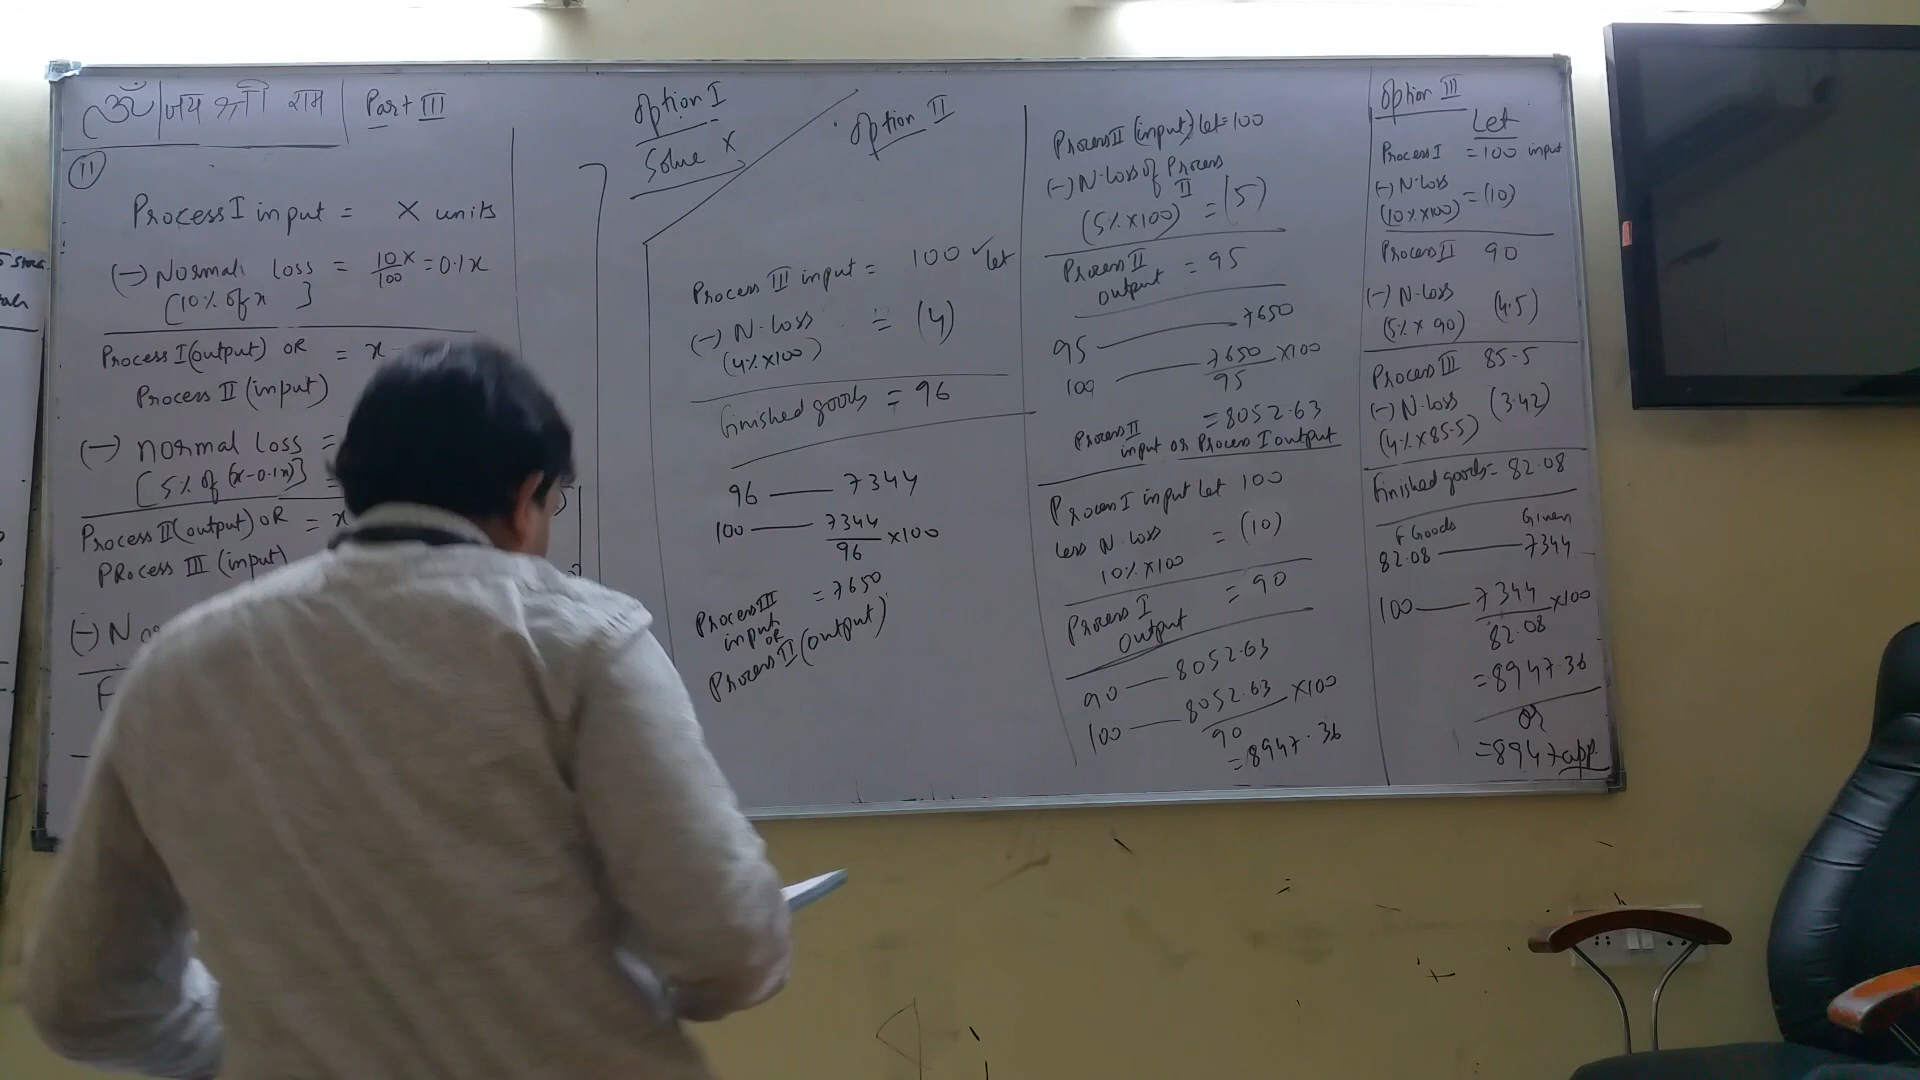 ॐ | जय श्री राम | Part III
11
Process I input = X units
(-) Normal Loss = 10x/100 = 0.1x
[10% of x ]
Process I (output) OR = x
Process II (input)
(-) normal Loss =
[5% of (x-0.1x)] =
Process II (output) OR = x
PRocess III (input)
(-) N
F
Option I
Solve X
Option II
Process III input = 100 ✓ let
(-) N. loss = (4)
(4% x100)
finished goods = 96
96 —— 7344
100 —— 7344/96 x100
= 7650
Process III
input
or
Process II (output)
Process II (input) let = 100
(-) N. loss of Process
II
(5% x100) = (5)
Process II
output = 95
95 —— 7650
100 —— 7650/95 x100
= 8052.63
Process II
input or Process I output
Process I input let 100
less N. loss = (10)
10% x100
Process I = 90
output
90 — 8052.63
100 — 8052.63/90 x100
= 8947.36
Option III
Let
Process I = 100 input
(-) N-loss
(10% x100) = (10)
Process II 90
(-) N-loss
(5% x 90) (4.5)
Process III 85.5
(-) N-loss (3.42)
(4% x85.5)
finished goods = 82.08
F Goods Given
82.08 —— 7344
100 —— 7344/82.08 x100
= 8947.36
or
= 8947 app.